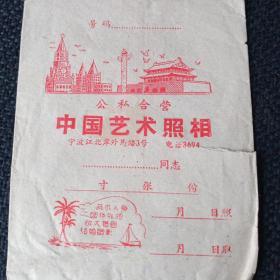 号码
公私合营
中国艺术照相
宁波江北岸外马路3号 电话3694
同志
寸 张 份
月 日照
月 日取